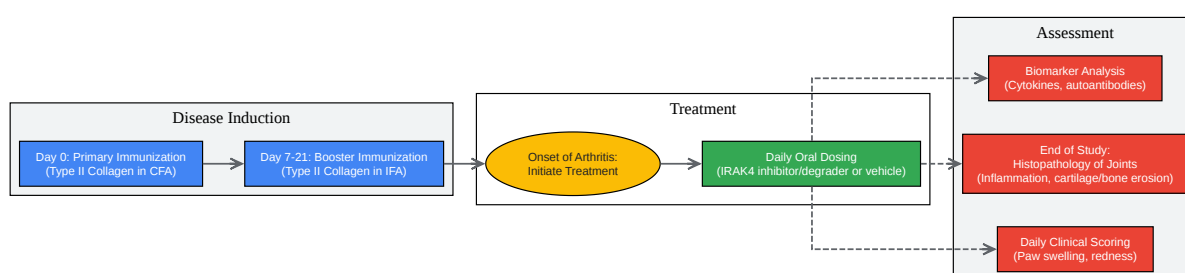 Disease Induction
Day 0: Primary Immunization
(Type II Collagen in CFA)
Day 7-21: Booster Immunization
(Type II Collagen in IFA)
Treatment
Onset of Arthritis:
Initiate Treatment
Daily Oral Dosing
(IRAK4 inhibitor/degrader or vehicle)
Assessment
Biomarker Analysis
(Cytokines, autoantibodies)
End of Study:
Histopathology of Joints
(Inflammation, cartilage/bone erosion)
Daily Clinical Scoring
(Paw swelling, redness)